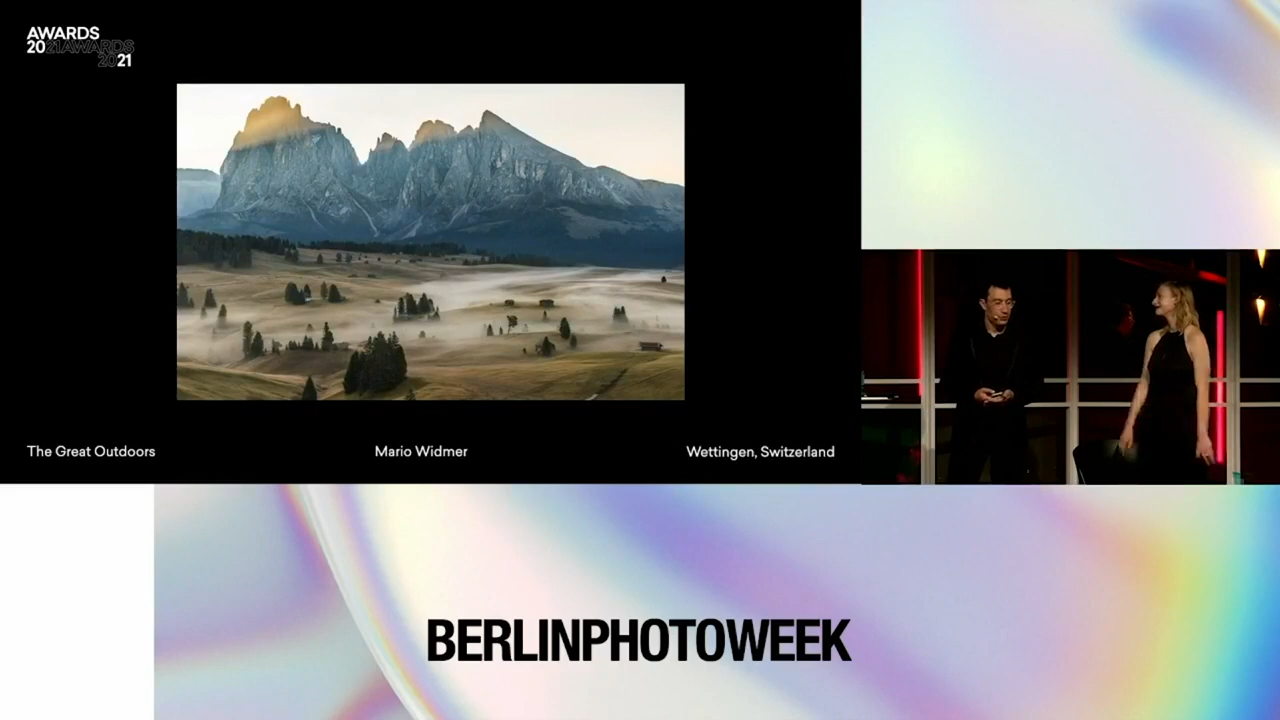 AWARDS
2021AWARDS
2021
The Great Outdoors
Mario Widmer
Wettingen, Switzerland
BERLINPHOTOWEEK